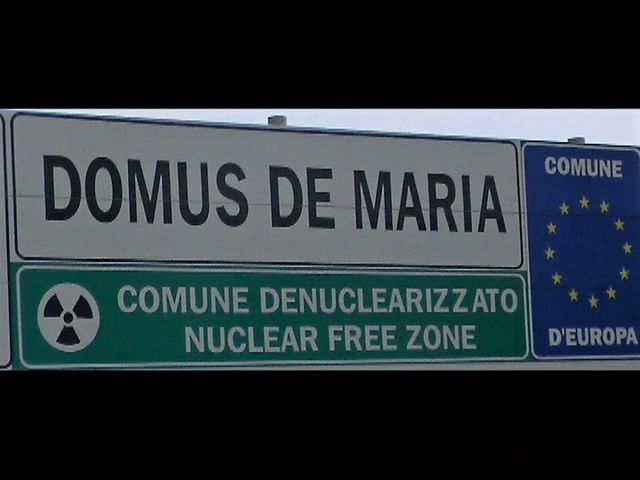 DOMUS DE MARIA
COMUNE DENUCLEARIZZATO
NUCLEAR FREE ZONE
COMUNE
D'EUROPA